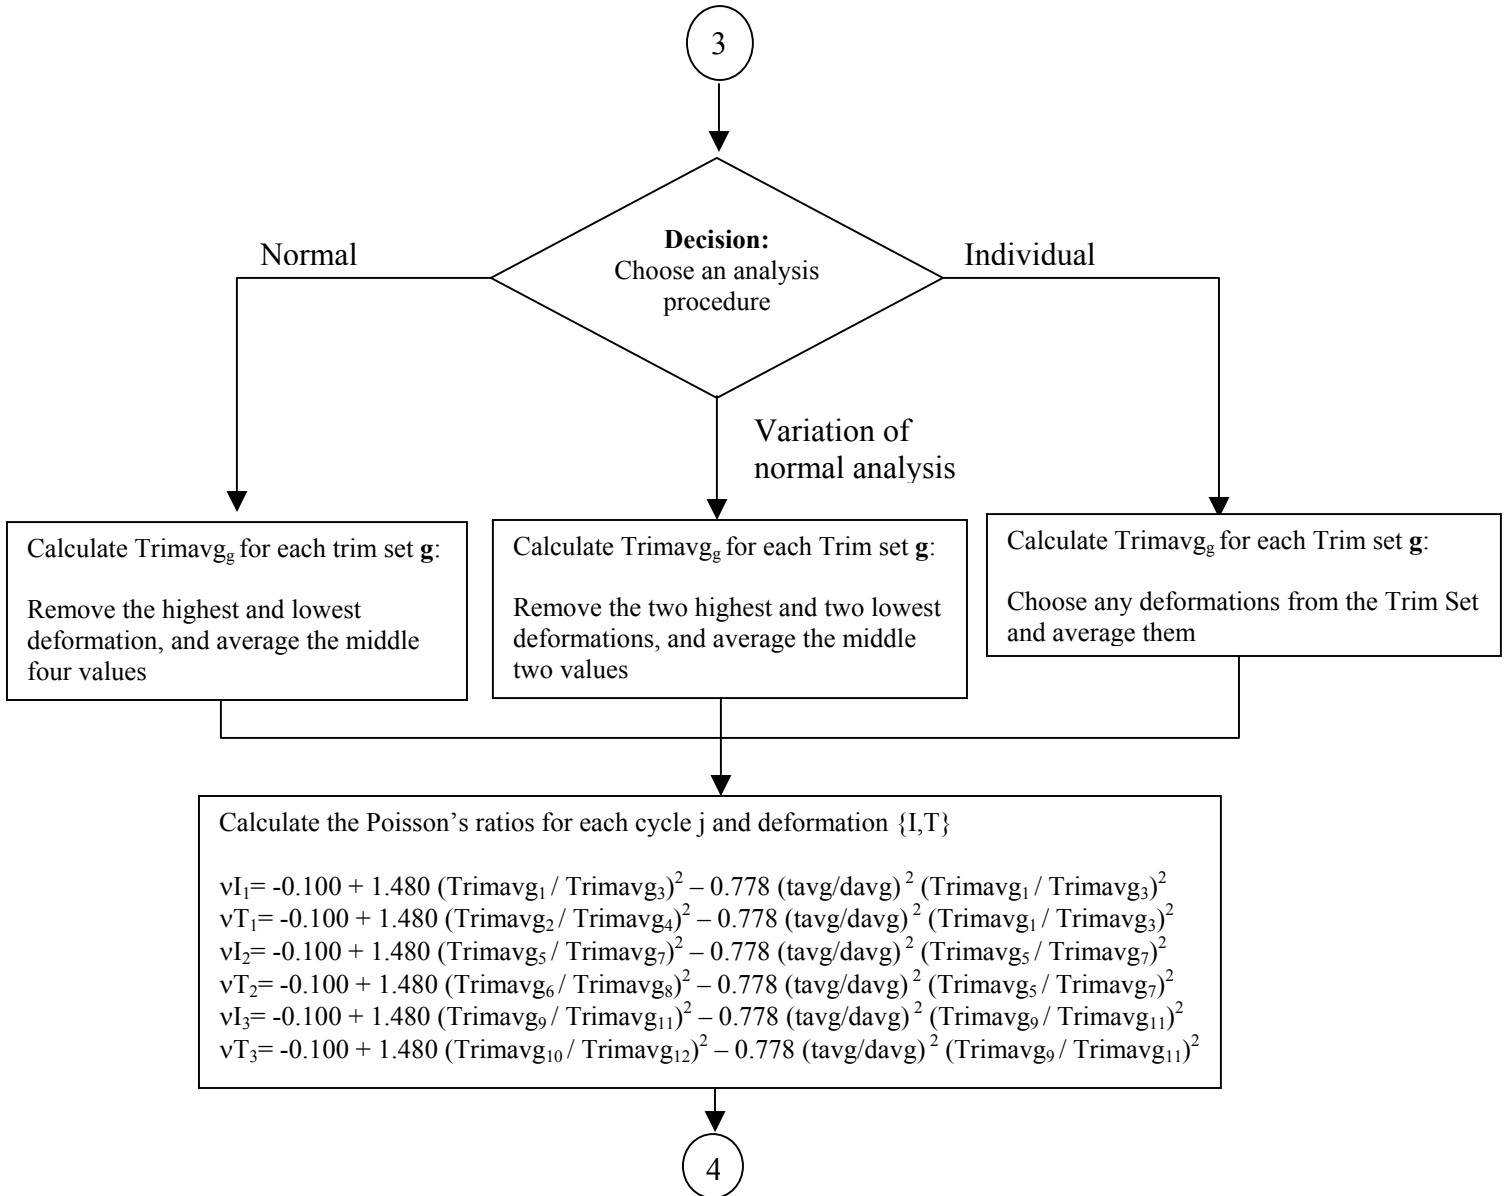 3
Decision:
Choose an analysis
procedure
Normal
Individual
Variation of
normal analysis
Calculate Trimavg_g for each trim set g:
Remove the highest and lowest
deformation, and average the middle
four values
Calculate Trimavg_g for each Trim set g:
Remove the two highest and two lowest
deformations, and average the middle
two values
Calculate Trimavg_g for each Trim set g:
Choose any deformations from the Trim Set
and average them
Calculate the Poisson’s ratios for each cycle j and deformation {I,T}
νI₁= -0.100 + 1.480 (Trimavg₁ / Trimavg₃)² – 0.778 (tavg/davg) ² (Trimavg₁ / Trimavg₃)²
νT₁= -0.100 + 1.480 (Trimavg₂ / Trimavg₄)² – 0.778 (tavg/davg) ² (Trimavg₁ / Trimavg₃)²
νI₂= -0.100 + 1.480 (Trimavg₅ / Trimavg₇)² – 0.778 (tavg/davg) ² (Trimavg₅ / Trimavg₇)²
νT₂= -0.100 + 1.480 (Trimavg₆ / Trimavg₈)² – 0.778 (tavg/davg) ² (Trimavg₅ / Trimavg₇)²
νI₃= -0.100 + 1.480 (Trimavg₉ / Trimavg₁₁)² – 0.778 (tavg/davg) ² (Trimavg₉ / Trimavg₁₁)²
νT₃= -0.100 + 1.480 (Trimavg₁₀ / Trimavg₁₂)² – 0.778 (tavg/davg) ² (Trimavg₉ / Trimavg₁₁)²
4